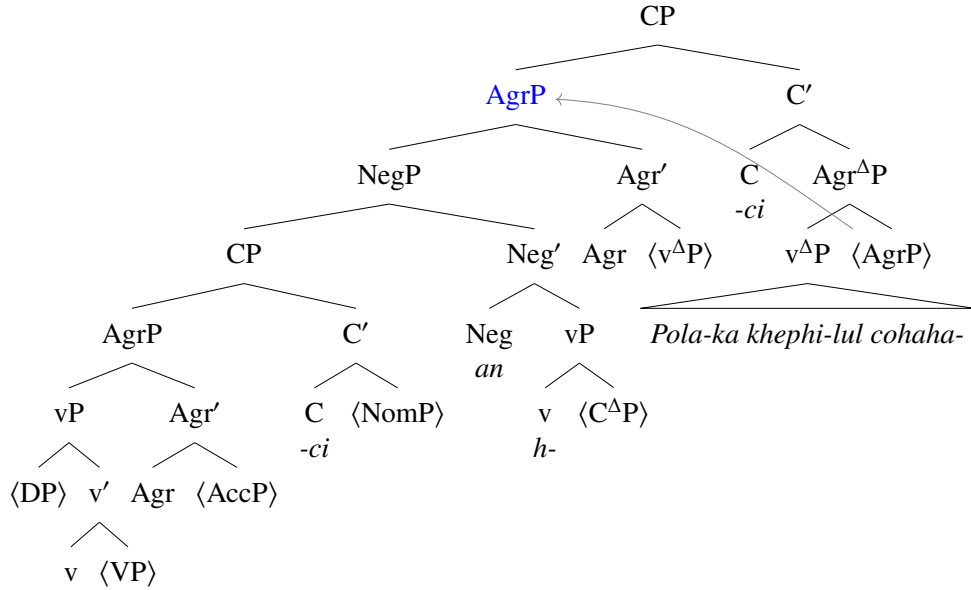 CP
AgrP C′
NegP Agr′ C Agr^ΔP
-ci
CP Neg′ Agr ⟨v^ΔP⟩ v^ΔP ⟨AgrP⟩
AgrP C′ Neg vP Pola-ka khephi-lul cohaha-
an
vP Agr′ C ⟨NomP⟩ v ⟨C^ΔP⟩
-ci h-
⟨DP⟩ v′ Agr ⟨AccP⟩
v ⟨VP⟩